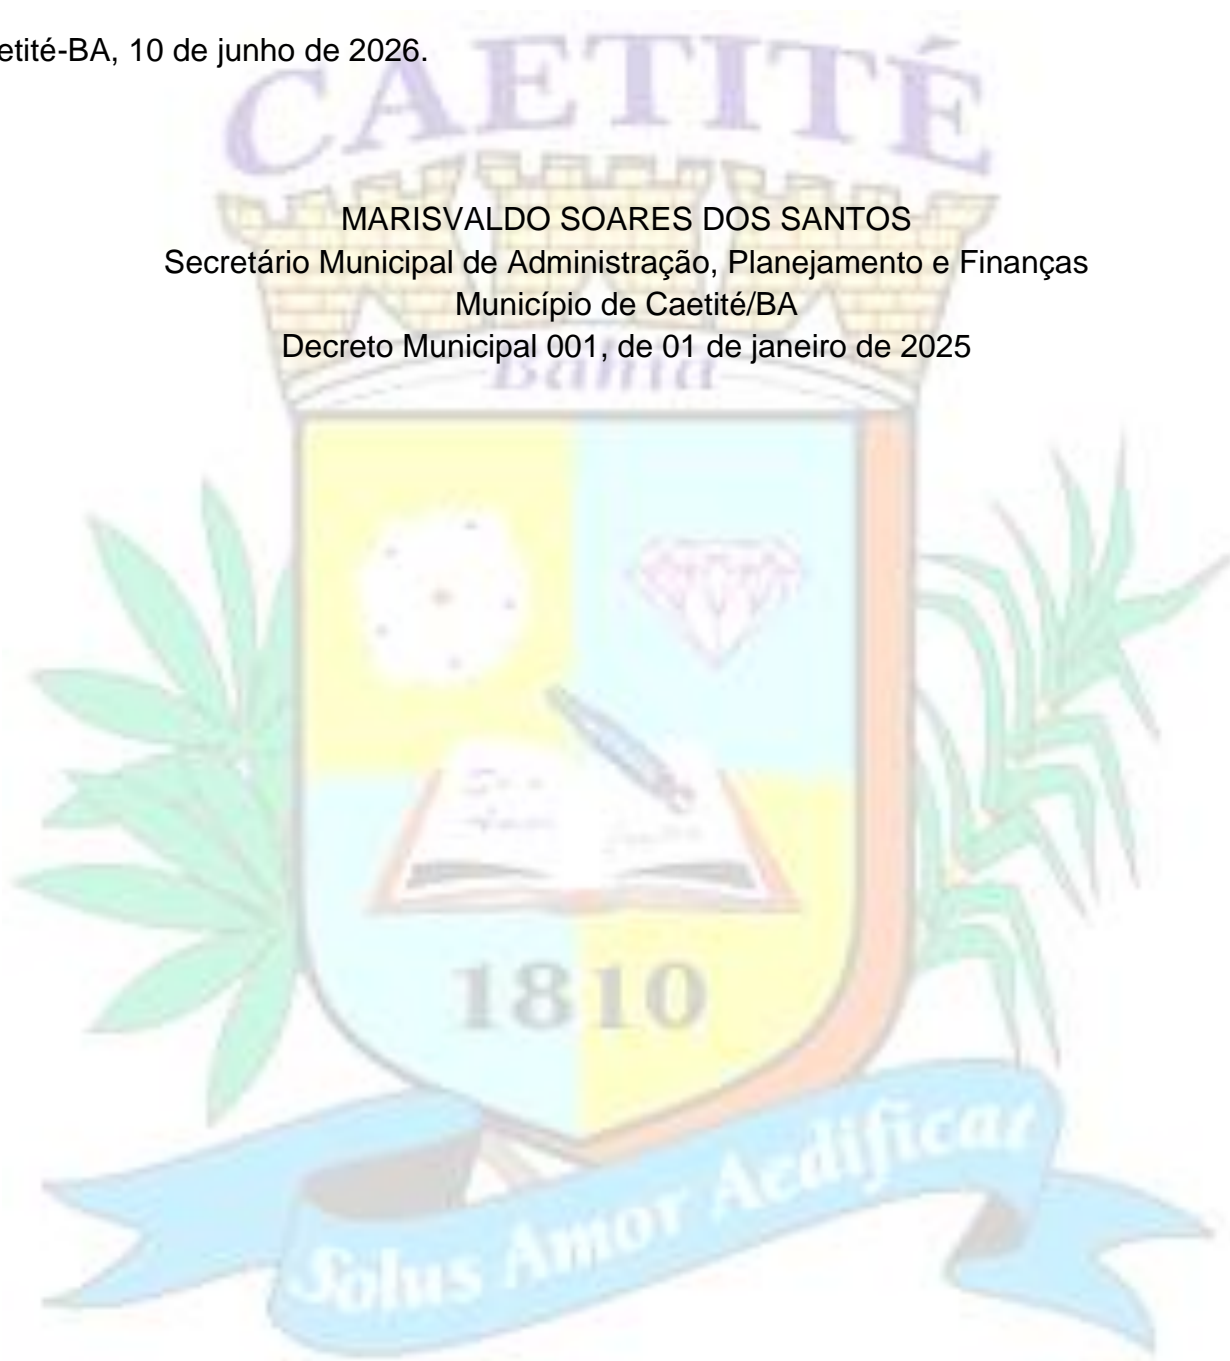 etité-BA, 10 de junho de 2026.
CAETITÉ
MARISVALDO SOARES DOS SANTOS
Secretário Municipal de Administração, Planejamento e Finanças
Município de Caetité/BA
Decreto Municipal 001, de 01 de janeiro de 2025
Bahia
1810
Solus Amor Aedificat